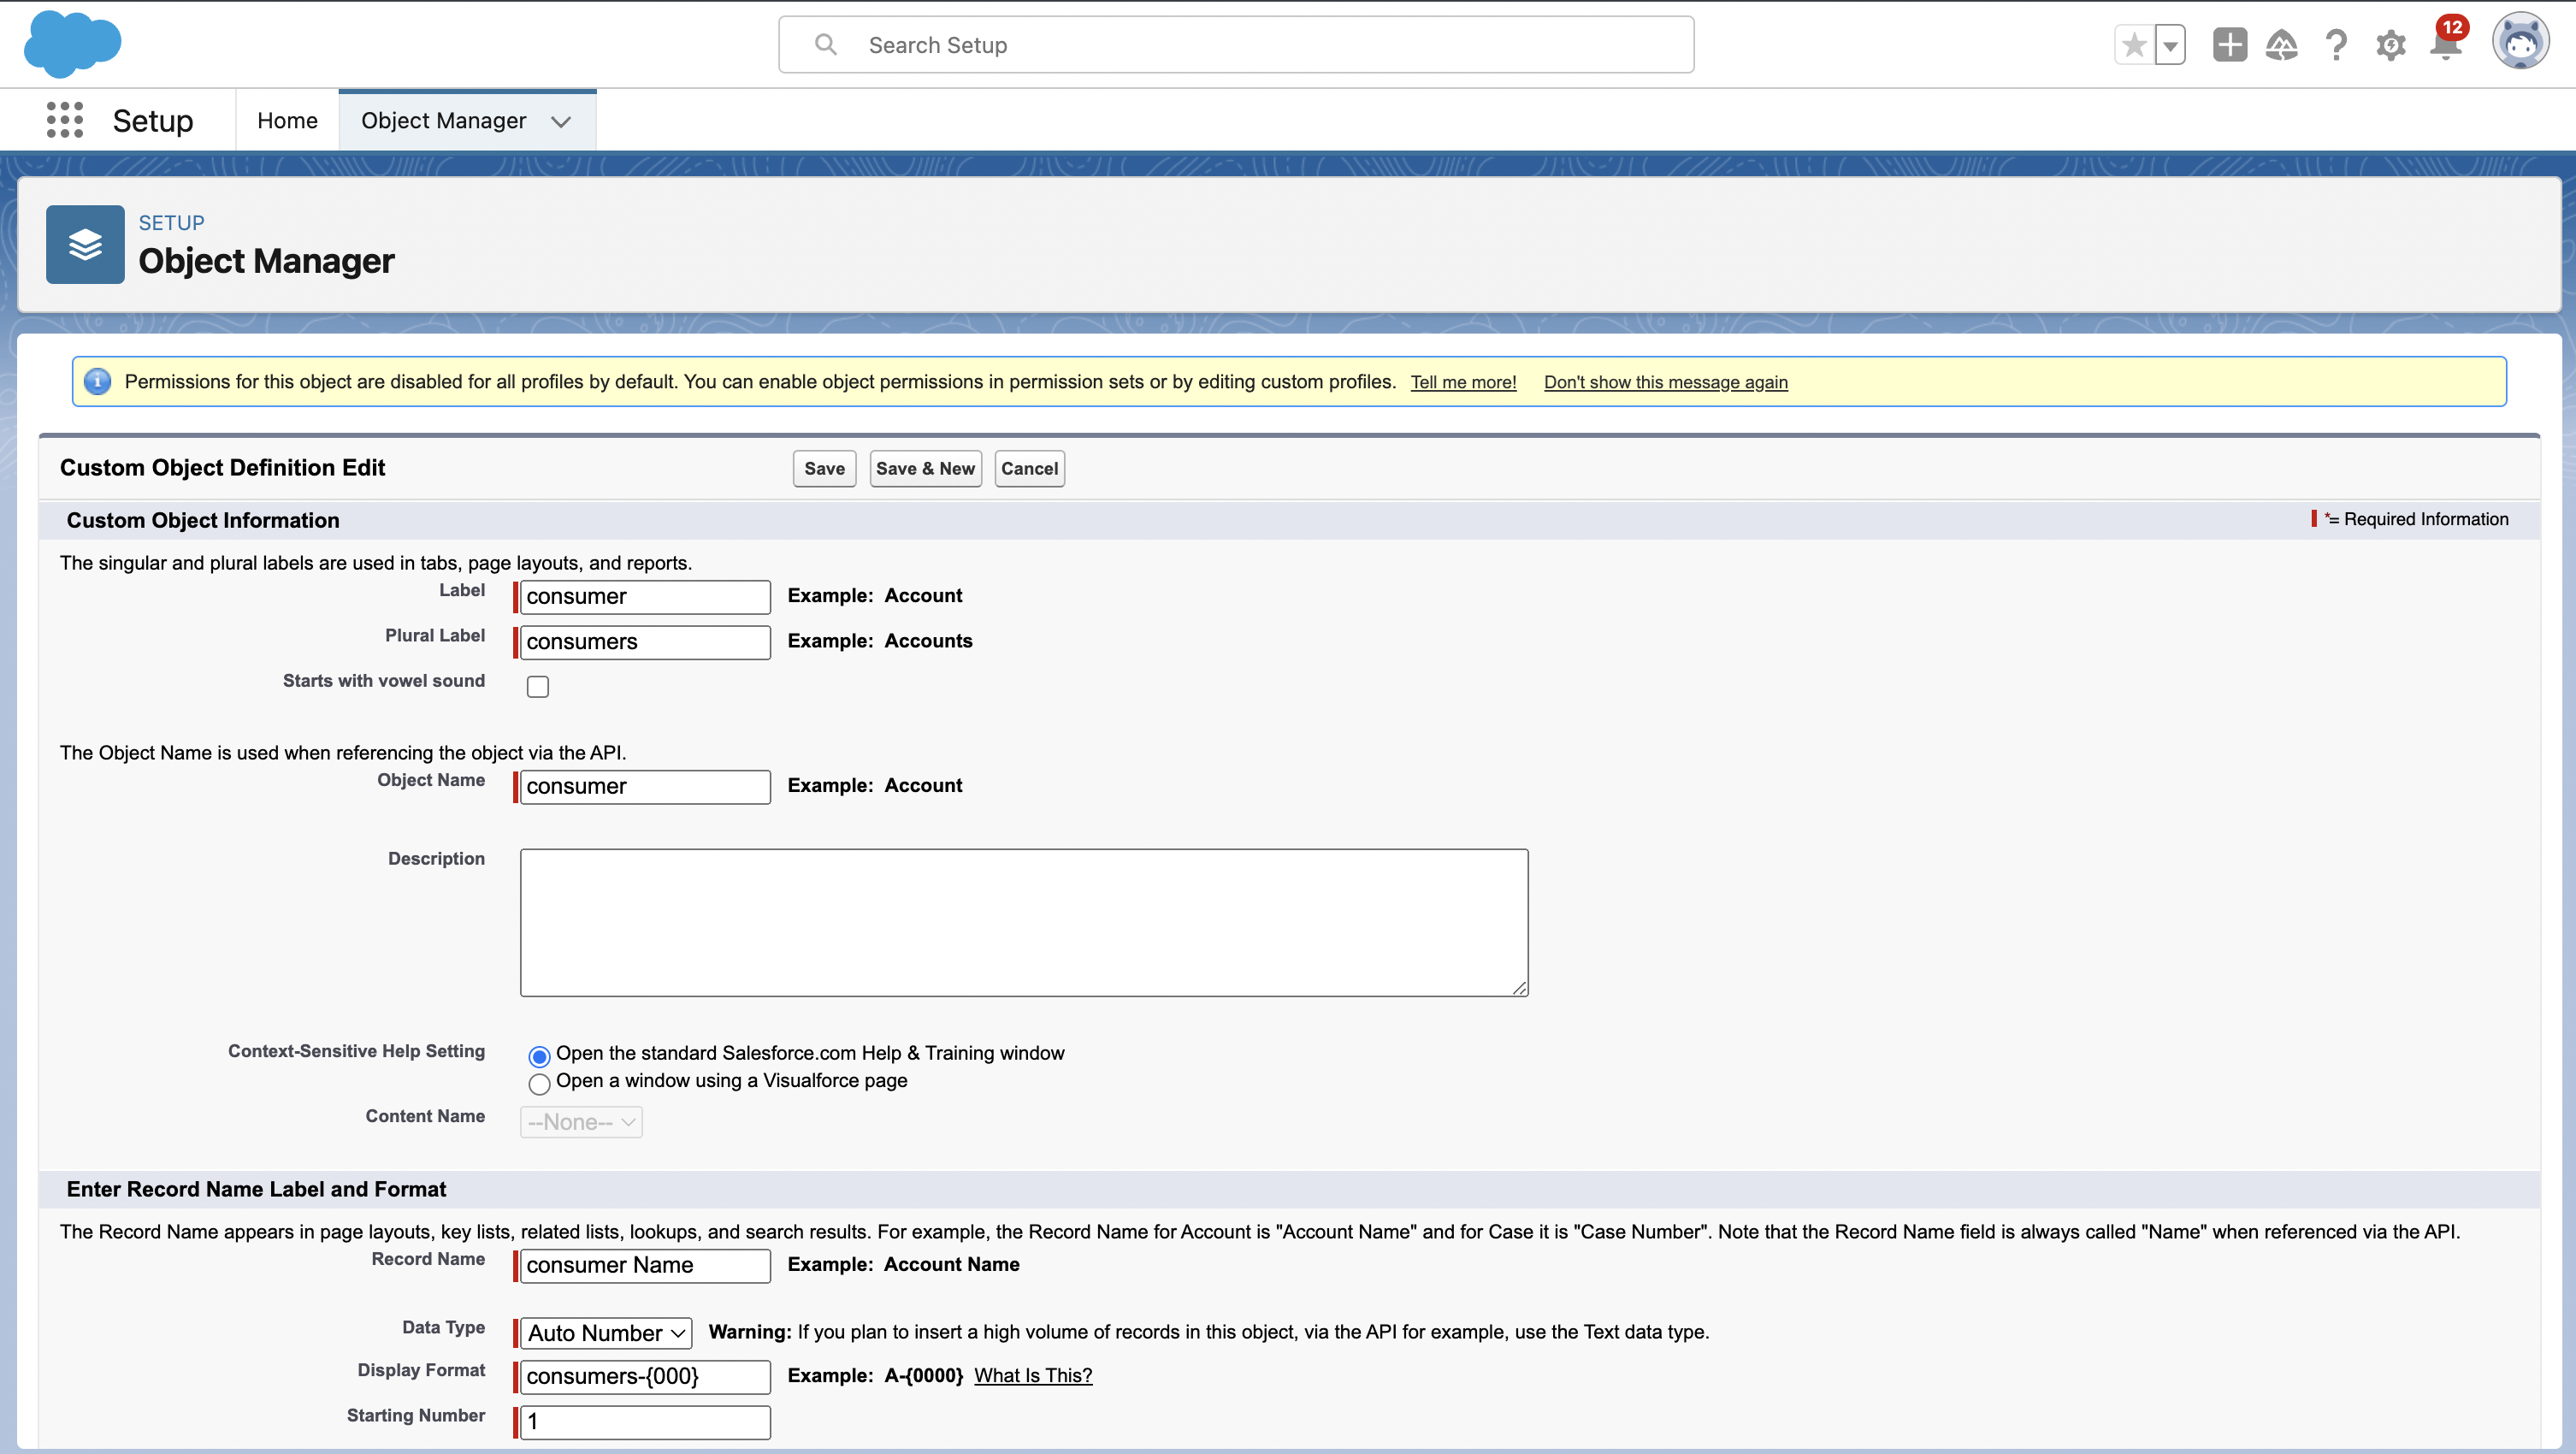 Search Setup
12
Setup
Home
Object Manager
SETUP
Object Manager
Permissions for this object are disabled for all profiles by default. You can enable object permissions in permission sets or by editing custom profiles. Tell me more! Don't show this message again
Custom Object Definition Edit
Save
Save & New
Cancel
Custom Object Information
*= Required Information
The singular and plural labels are used in tabs, page layouts, and reports.
Label consumer Example: Account
Plural Label consumers Example: Accounts
Starts with vowel sound
The Object Name is used when referencing the object via the API.
Object Name consumer Example: Account
Description
Context-Sensitive Help Setting Open the standard Salesforce.com Help & Training window
Open a window using a Visualforce page
Content Name --None--
Enter Record Name Label and Format
The Record Name appears in page layouts, key lists, related lists, lookups, and search results. For example, the Record Name for Account is "Account Name" and for Case it is "Case Number". Note that the Record Name field is always called "Name" when referenced via the API.
Record Name consumer Name Example: Account Name
Data Type Auto Number Warning: If you plan to insert a high volume of records in this object, via the API for example, use the Text data type.
Display Format consumers-{000} Example: A-{0000} What Is This?
Starting Number 1